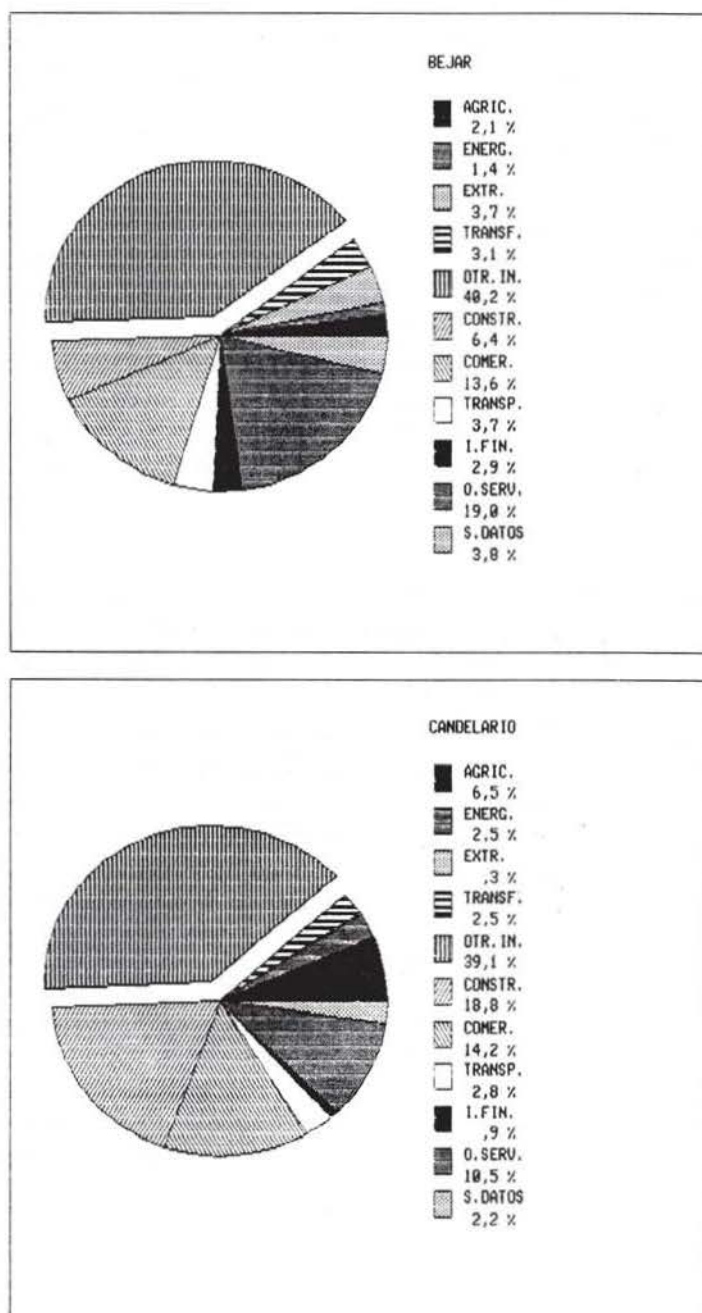 BEJAR
AGRIC.
2,1 %
ENERG.
1,4 %
EXTR.
3,7 %
TRANSF.
3,1 %
OTR.IN.
40,2 %
CONSTR.
6,4 %
COMER.
13,6 %
TRANSP.
3,7 %
I.FIN.
2,9 %
O.SERV.
19,0 %
S.DATOS
3,8 %
CANDELARIO
AGRIC.
6,5 %
ENERG.
2,5 %
EXTR.
,3 %
TRANSF.
2,5 %
OTR.IN.
39,1 %
CONSTR.
18,8 %
COMER.
14,2 %
TRANSP.
2,8 %
I.FIN.
,9 %
O.SERV.
10,5 %
S.DATOS
2,2 %